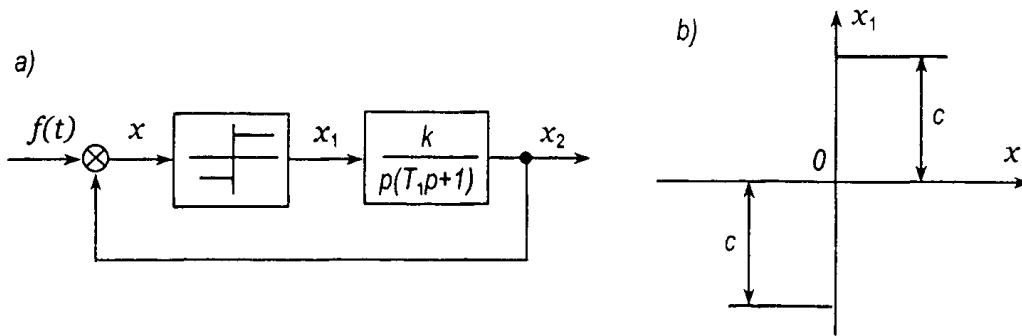 a)
f(t)
x
x₁
k
p(T₁p+1)
x₂
b)
x₁
c
0
x
c